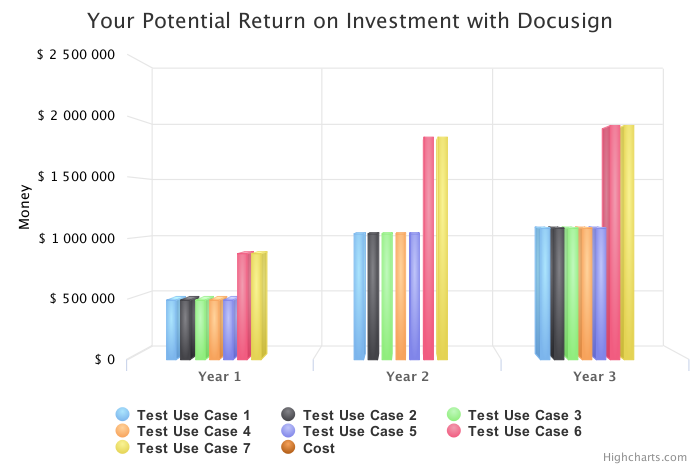 Your Potential Return on Investment with Docusign
$ 2 500 000
$ 2 000 000
$ 1 500 000
$ 1 000 000
$ 500 000
$ 0
Money
Year 1
Year 2
Year 3
Test Use Case 1
Test Use Case 2
Test Use Case 3
Test Use Case 4
Test Use Case 5
Test Use Case 6
Test Use Case 7
Cost
Highcharts.com